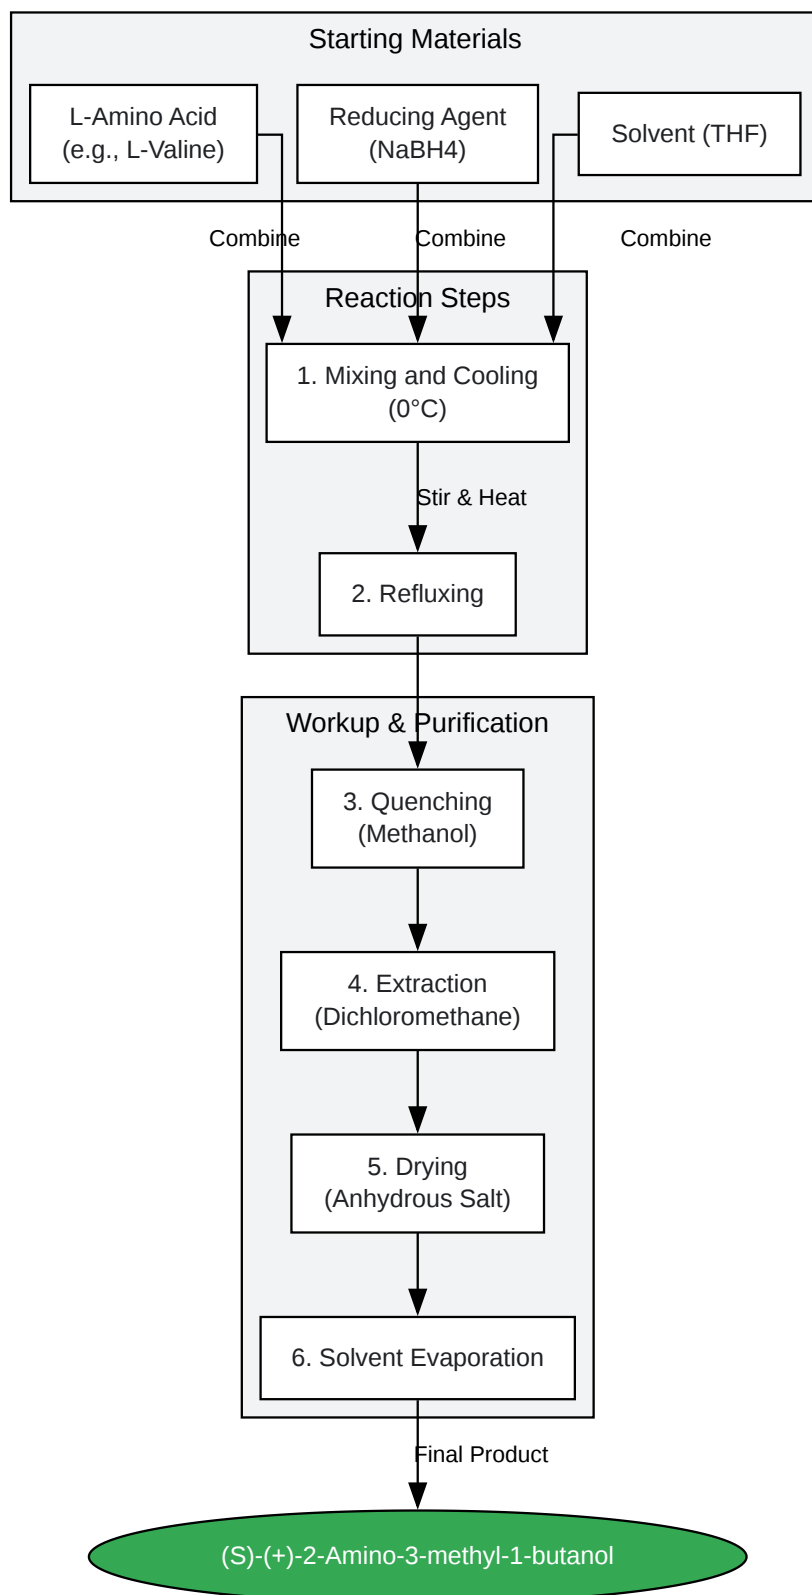 Starting Materials
L-Amino Acid
(e.g., L-Valine)
Reducing Agent
(NaBH4)
Solvent (THF)
Combine
Combine
Combine
Reaction Steps
1. Mixing and Cooling
(0°C)
Stir & Heat
2. Refluxing
Workup & Purification
3. Quenching
(Methanol)
4. Extraction
(Dichloromethane)
5. Drying
(Anhydrous Salt)
6. Solvent Evaporation
Final Product
(S)-(+)-2-Amino-3-methyl-1-butanol